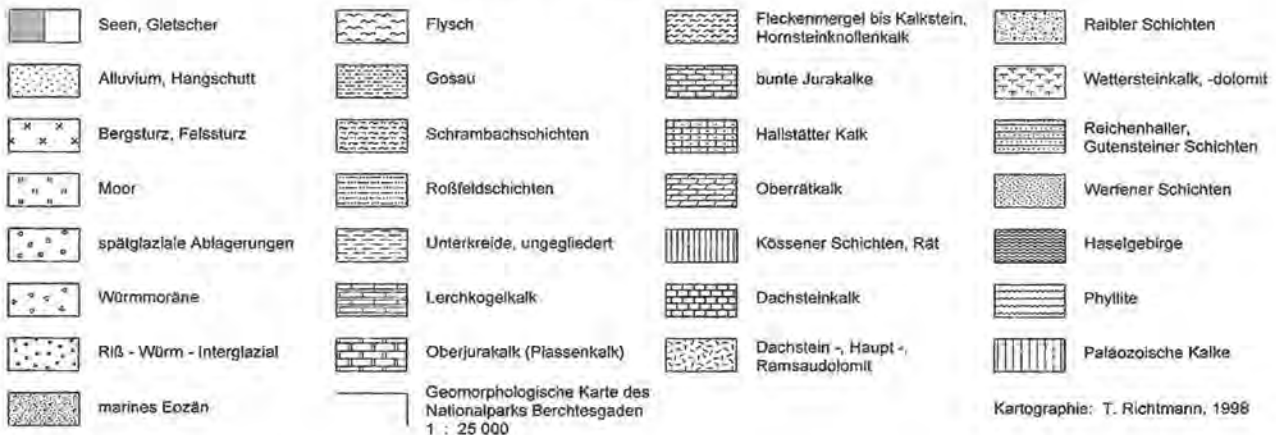 Seen, Gletscher
Alluvium, Hangschutt
Bergsturz, Felssturz
Moor
spätglaziale Ablagerungen
Würmmoräne
Riß - Würm - Interglazial
marines Eozän
Flysch
Gosau
Schrambachschichten
Roßfeldschichten
Unterkreide, ungegliedert
Lerchkogelkalk
Oberjurakalk (Plassenkalk)
Geomorphologische Karte des
Nationalparks Berchtesgaden
1 : 25 000
Fleckenmergel bis Kalkstein,
Hornsteinknollenkalk
bunte Jurakalke
Hallstätter Kalk
Oberrätkalk
Kössener Schichten, Rät
Dachsteinkalk
Dachstein -, Haupt -,
Ramsaudolomit
Raibler Schichten
Wettersteinkalk, -dolomit
Reichenhaller,
Gutensteiner Schichten
Werfener Schichten
Haselgebirge
Phyllite
Paläozoische Kalke
Kartographie: T. Richtmann, 1998